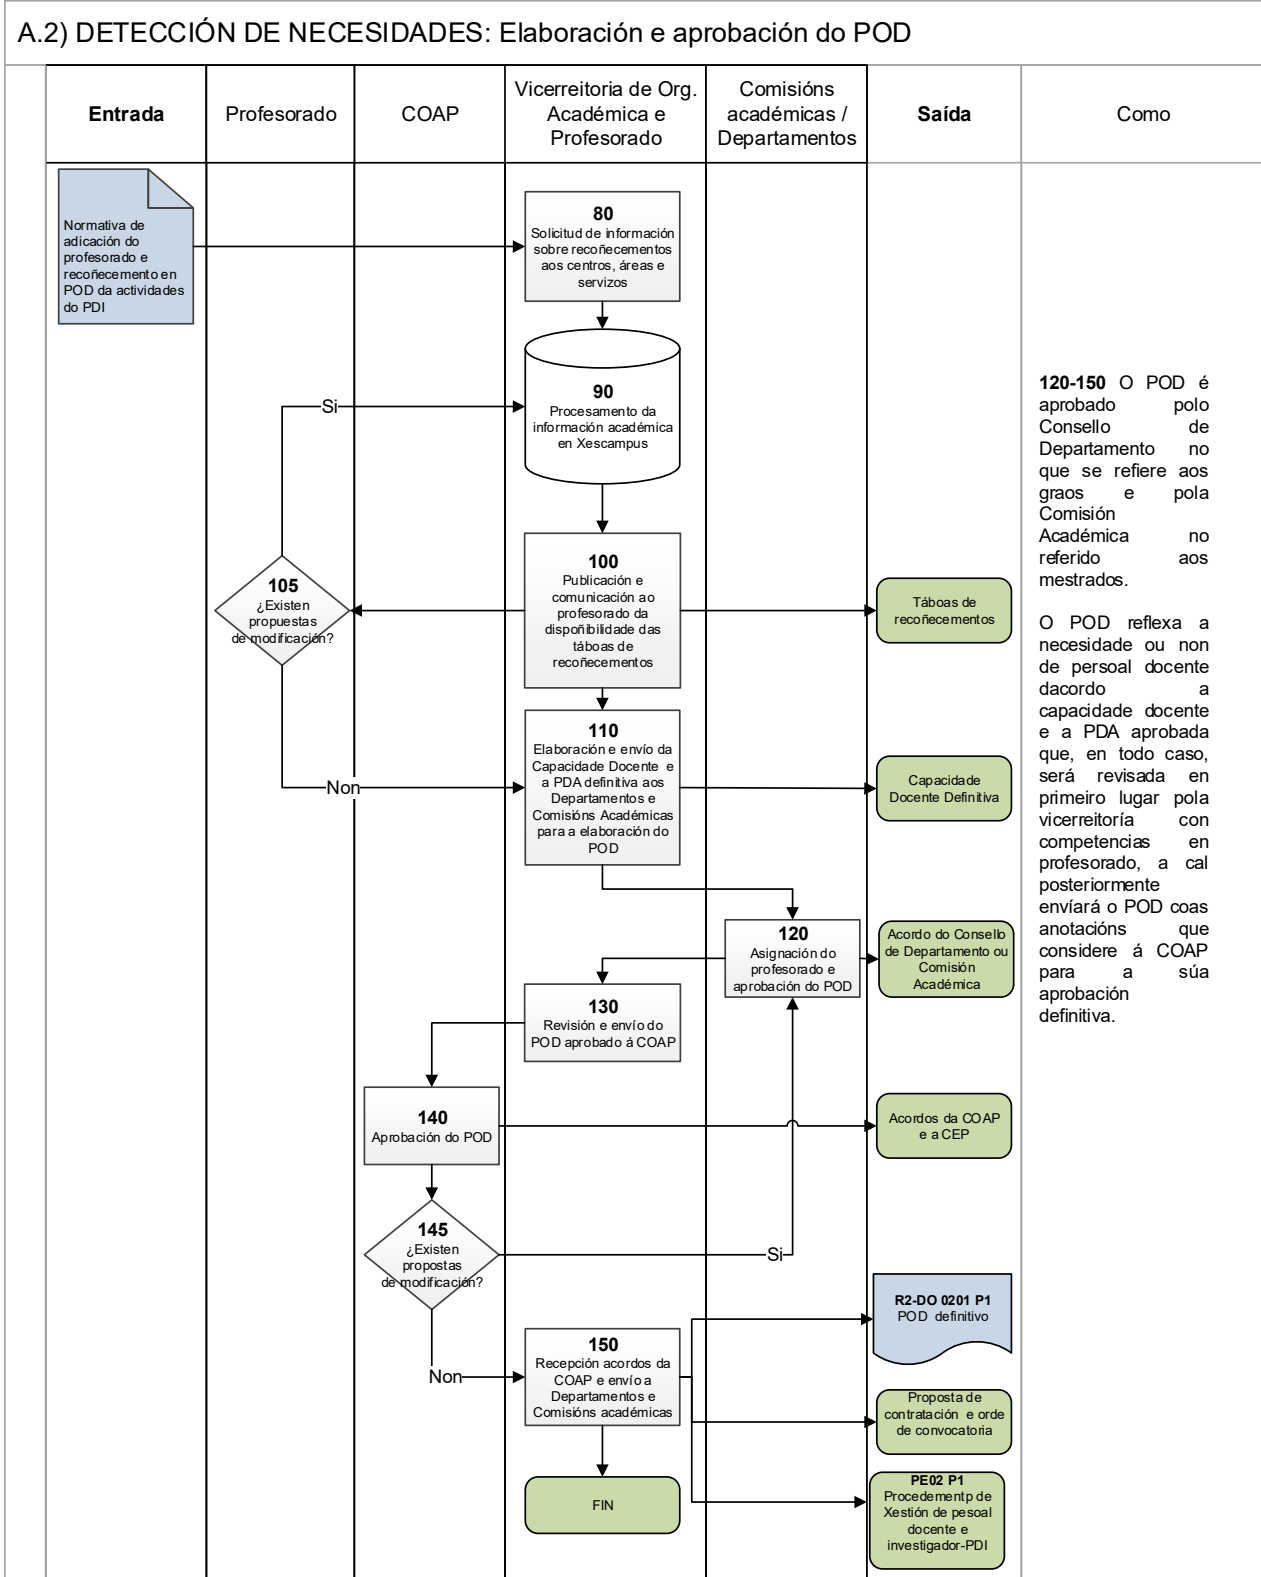 A.2) DETECCIÓN DE NECESIDADES: Elaboración e aprobación do POD
Entrada
Profesorado
COAP
Vicerreitoria de Org.
Académica e
Profesorado
Comisións
académicas /
Departamentos
Saída
Como
Normativa de
adicación do
profesorado e
recoñecemento en
POD da actividades
do PDI
80
Solicitud de información
sobre recoñecementos
aos centros, áreas e
servizos
90
Procesamento da
información académica
en Xescampus
Si
100
Publicación e
comunicación ao
profesorado da
dispoñibilidade das
táboas de
recoñecementos
105
¿Existen
propuestas
de modificación?
Táboas de
recoñecementos
110
Elaboración e envío da
Capacidade Docente e
a PDA definitiva aos
Departamentos e
Comisións Académicas
para a elaboración do
POD
Non
Capacidade
Docente Definitiva
120
Asignación do
profesorado e
aprobación do POD
Acordo do Consello
de Departamento ou
Comisión
Académica
130
Revisión e envío do
POD aprobado á COAP
140
Aprobación do POD
Acordos da COAP
e a CEP
145
¿Existen
propostas
de modificación?
Si
Non
150
Recepción acordos da
COAP e envío a
Departamentos e
Comisións académicas
R2-DO 0201 P1
POD definitivo
Proposta de
contratación e orde
de convocatoria
FIN
PE02 P1
Procedementp de
Xestión de pesoal
docente e
investigador-PDI
120-150 O POD é
aprobado polo
Consello de
Departamento no
que se refiere aos
graos e pola
Comisión
Académica no
referido aos
mestrados.
O POD reflexa a
necesidade ou non
de persoal docente
dacordo a
capacidade docente
e a PDA aprobada
que, en todo caso,
será revisada en
primeiro lugar pola
vicerreitoría con
competencias en
profesorado, a cal
posteriormente
envíará o POD coas
anotacións que
considere á COAP
para a súa
aprobación
definitiva.